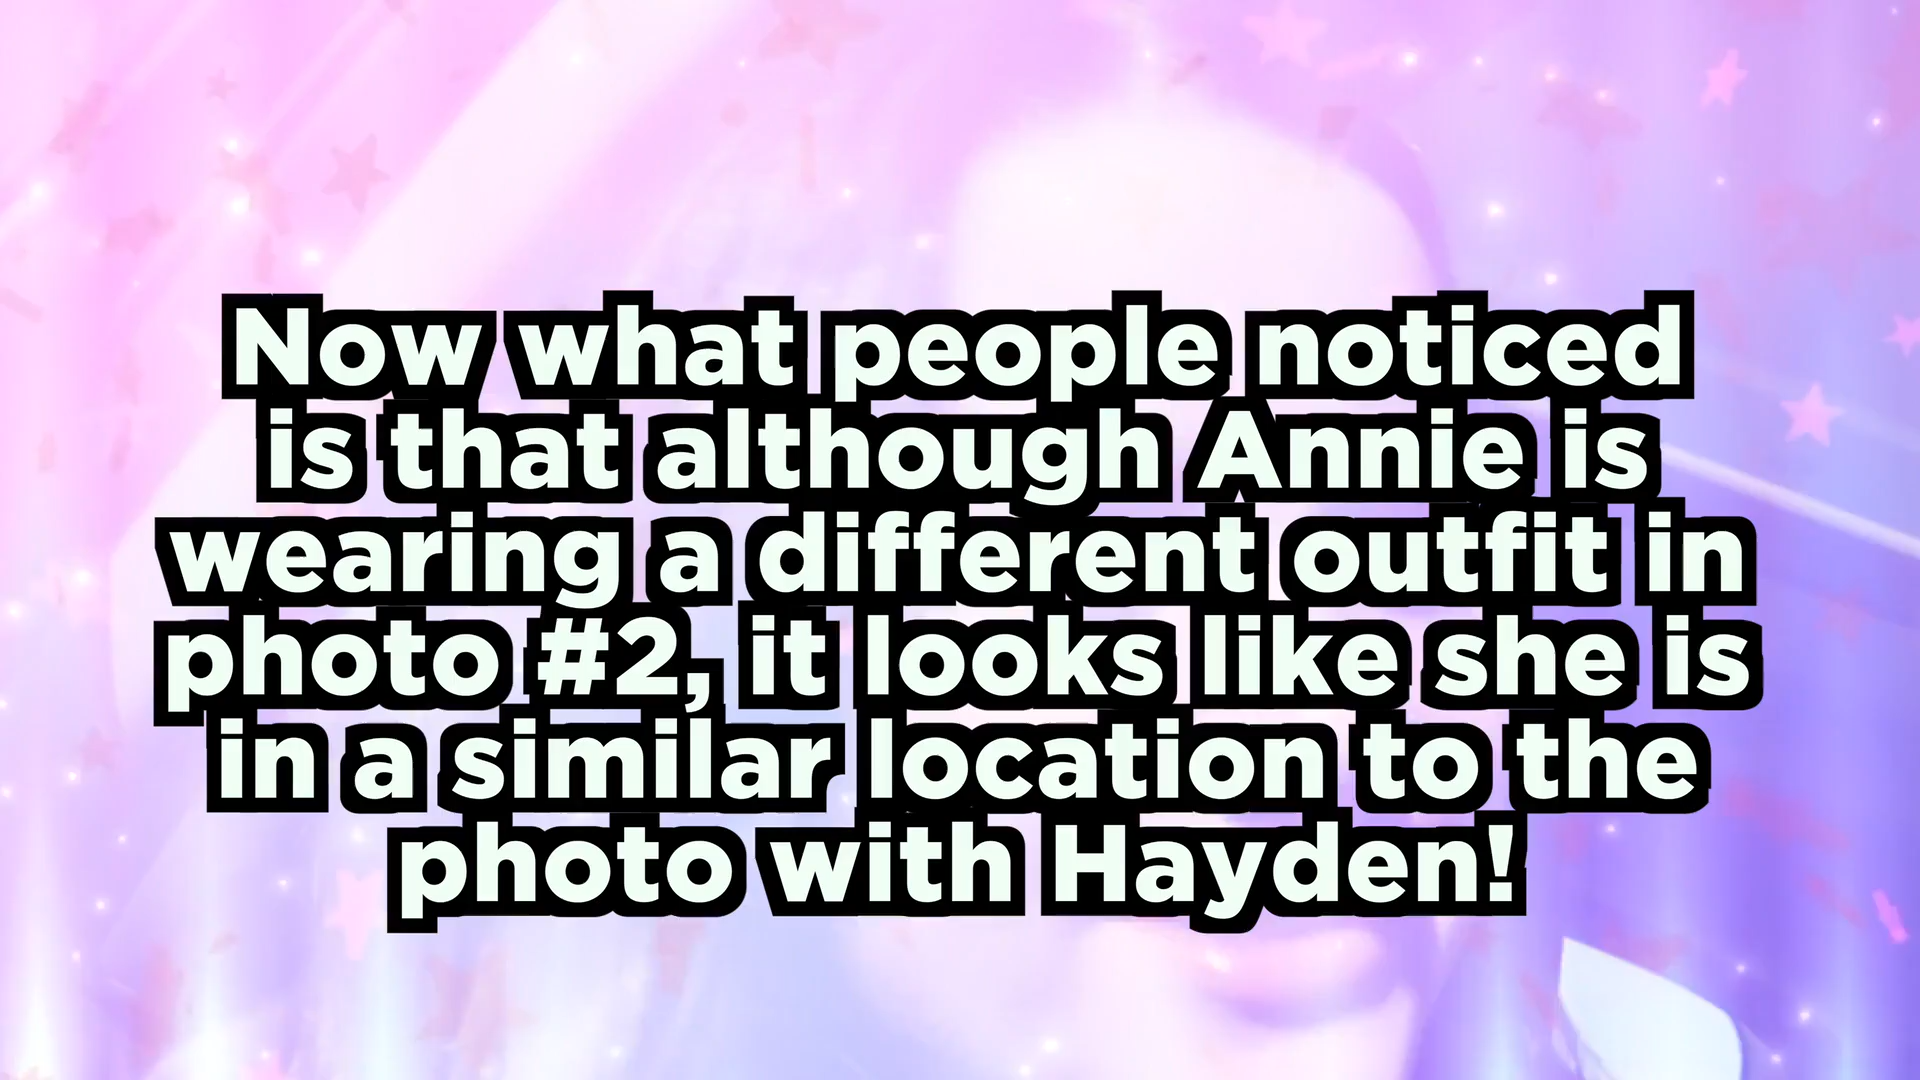 Now what people noticed
is that although Annie is
wearing a different outfit in
photo #2, it looks like she is
in a similar location to the
photo with Hayden!